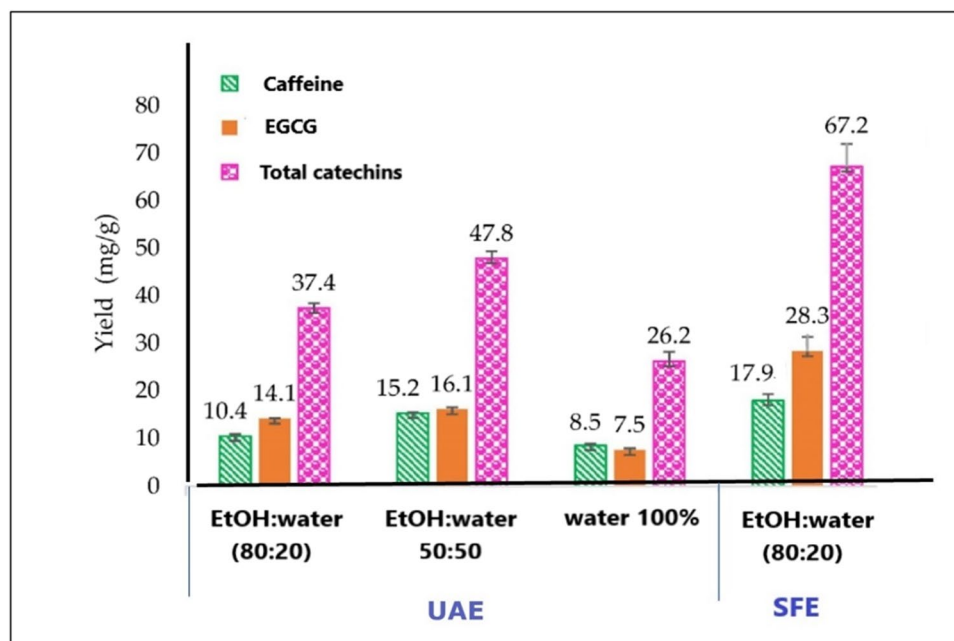 Caffeine
EGCG
Total catechins
Yield (mg/g)
80
70
60
50
40
30
20
10
0
10.4
14.1
37.4
15.2
16.1
47.8
8.5
7.5
26.2
17.9
28.3
67.2
EtOH:water
(80:20)
EtOH:water
50:50
water 100%
EtOH:water
(80:20)
UAE
SFE